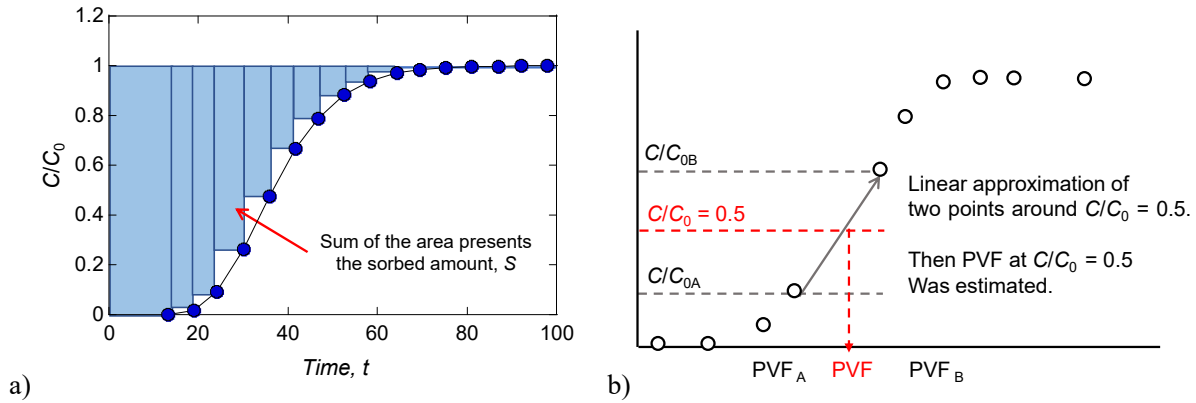 1.2
1
0.8
0.6
0.4
0.2
0
C/C0
0
20
40
60
80
100
Time, t
Sum of the area presents
the sorbed amount, S
a)
C/C0B
C/C0 = 0.5
C/C0A
Linear approximation of
two points around C/C0 = 0.5.
Then PVF at C/C0 = 0.5
Was estimated.
PVFA
PVF
PVFB
b)